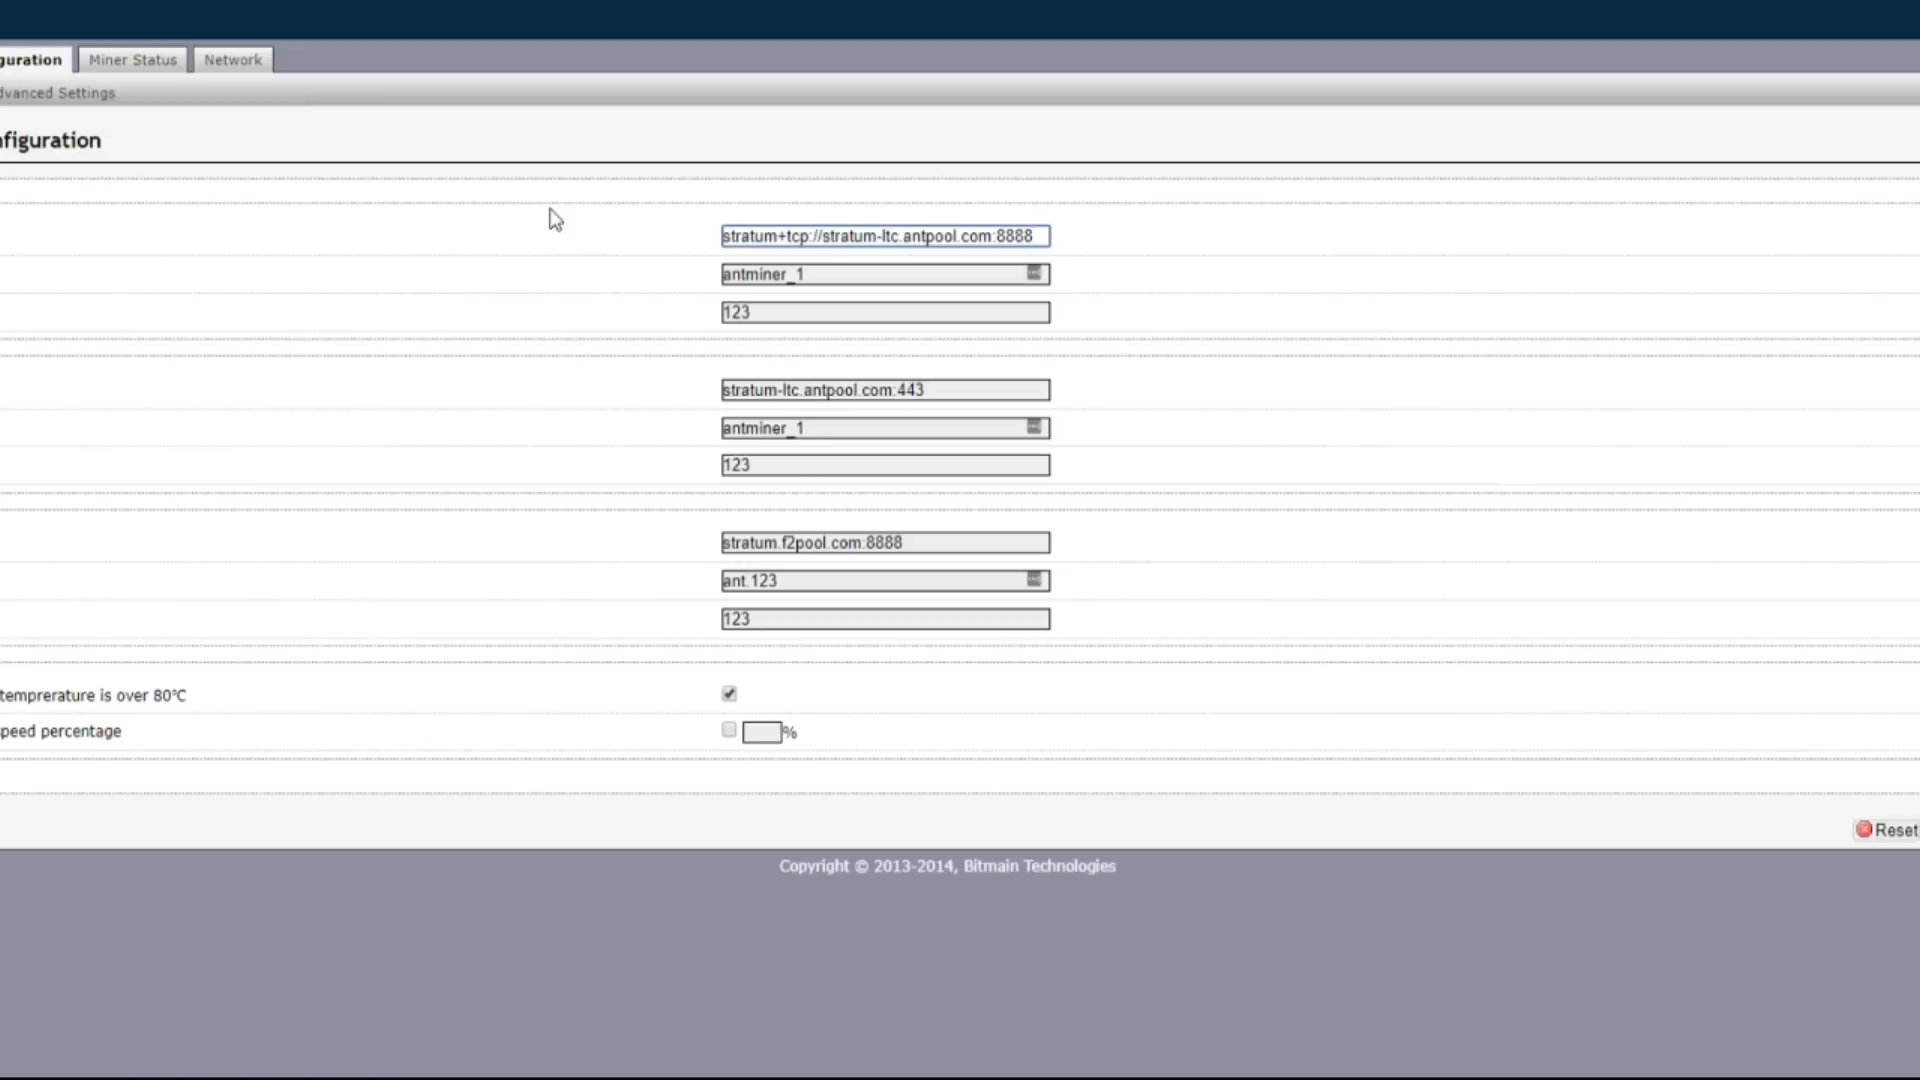 guration Miner Status Network
dvanced Settings
nfiguration
stratum+tcp://stratum-ltc.antpool.com:8888
antminer_1
123
stratum-ltc.antpool.com:443
antminer_1
123
stratum.f2pool.com:8888
ant.123
123
temprerature is over 80°C
peed percentage %
Reset
Copyright © 2013-2014, Bitmain Technologies